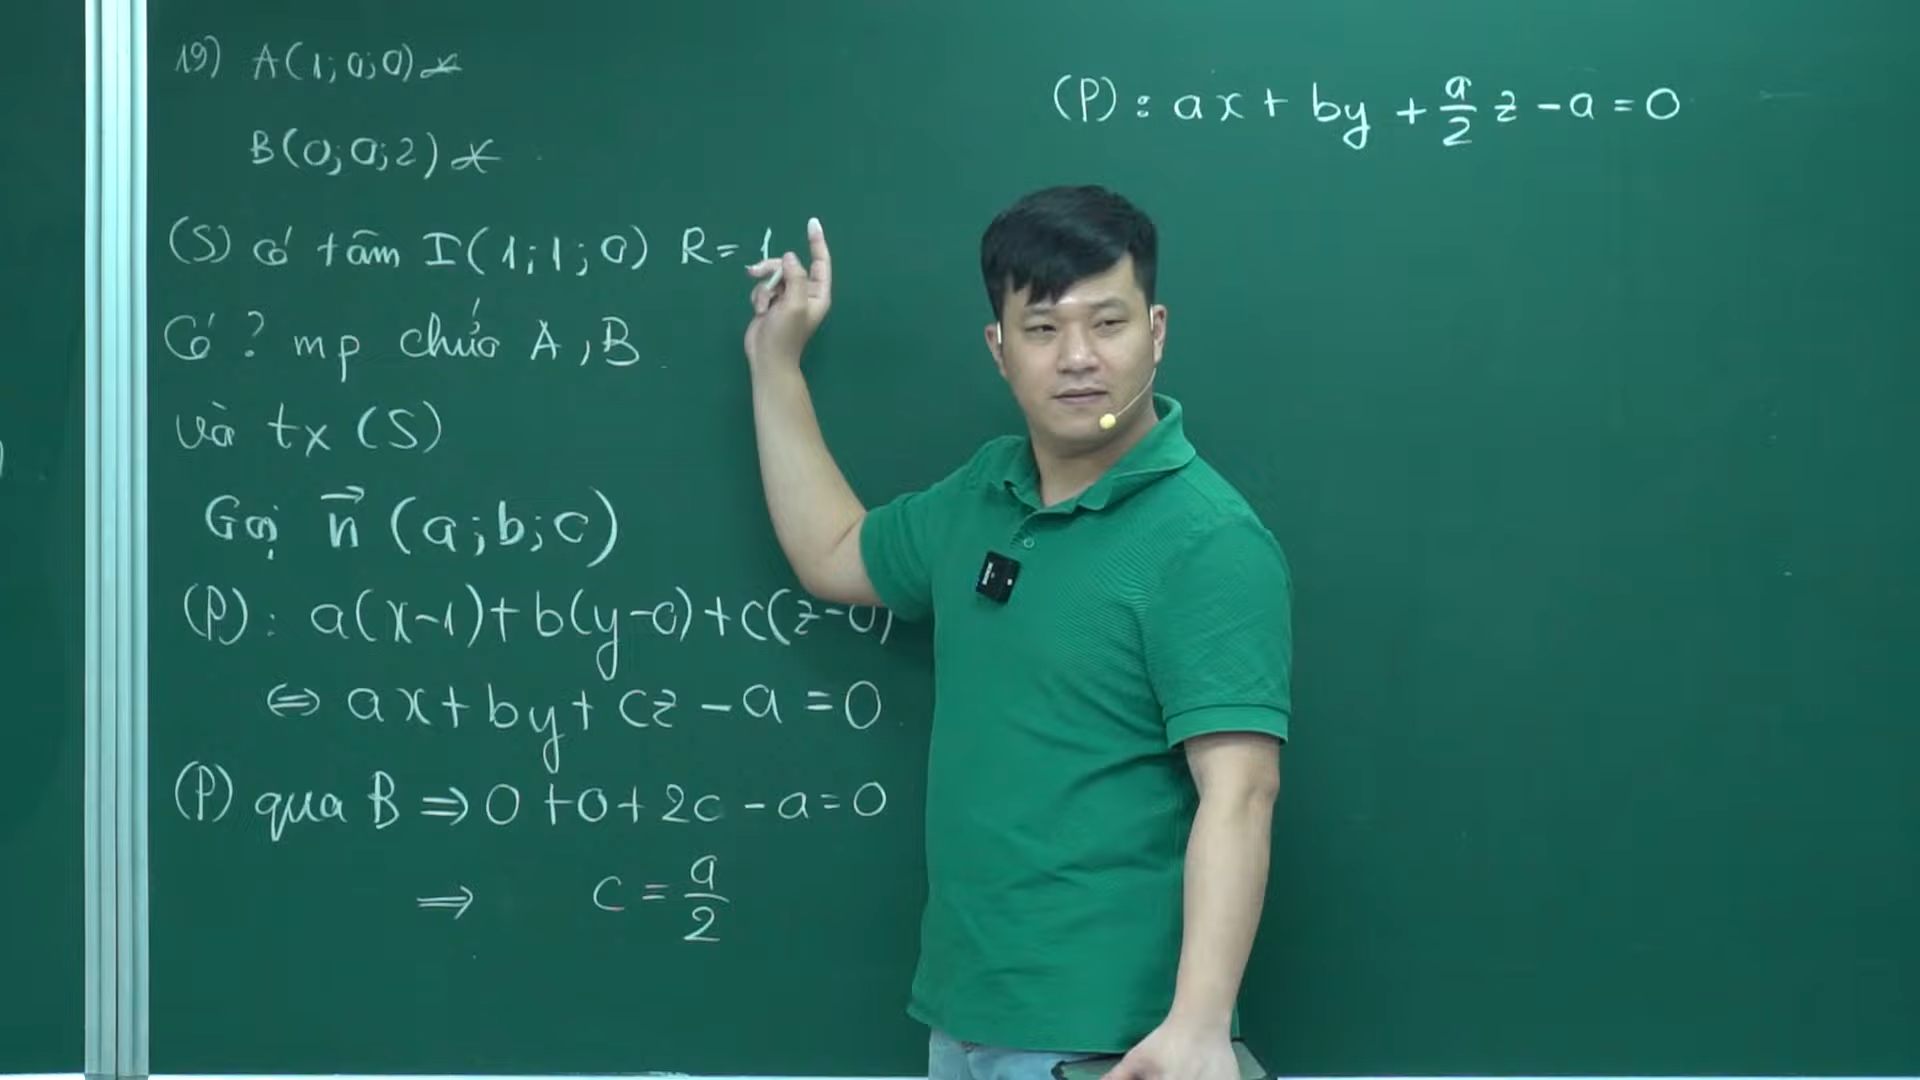 19) A(1;0;0)
B(0;0;2)
(S) có tâm I(1;1;0) R=1
Có ? mp chứa A,B
và tx (S)
Gọi n⃗ (a;b;c)
(P): a(x-1)+b(y-0)+c(z-0)
⇔ ax+by+cz-a=0
(P) qua B ⇒ 0+0+2c-a=0
⇒ c = a/2
(P): ax+by+a/2 z-a=0